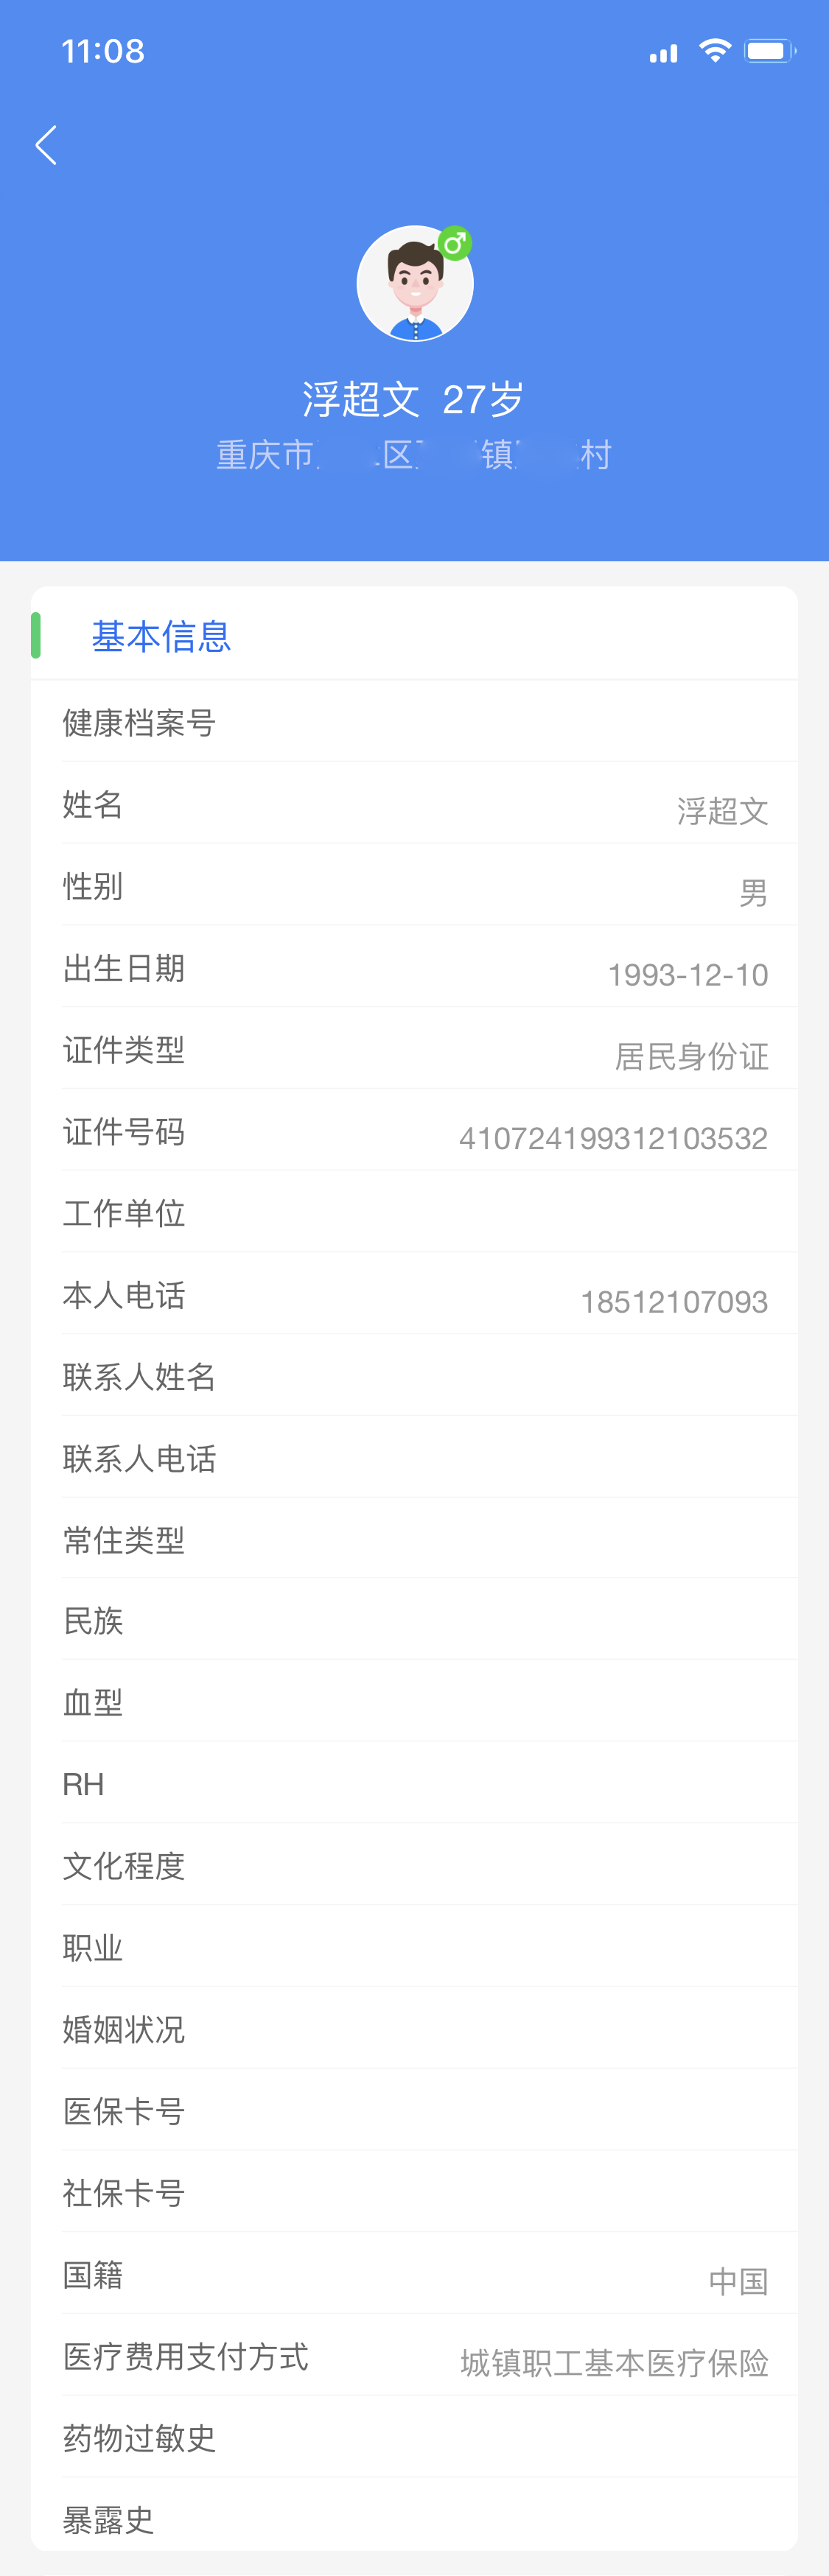 11:08
浮超文 27岁
重庆市 区 镇 村
基本信息
健康档案号
姓名 浮超文
性别 男
出生日期 1993-12-10
证件类型 居民身份证
证件号码 410724199312103532
工作单位
本人电话 18512107093
联系人姓名
联系人电话
常住类型
民族
血型
RH
文化程度
职业
婚姻状况
医保卡号
社保卡号
国籍 中国
医疗费用支付方式 城镇职工基本医疗保险
药物过敏史
暴露史